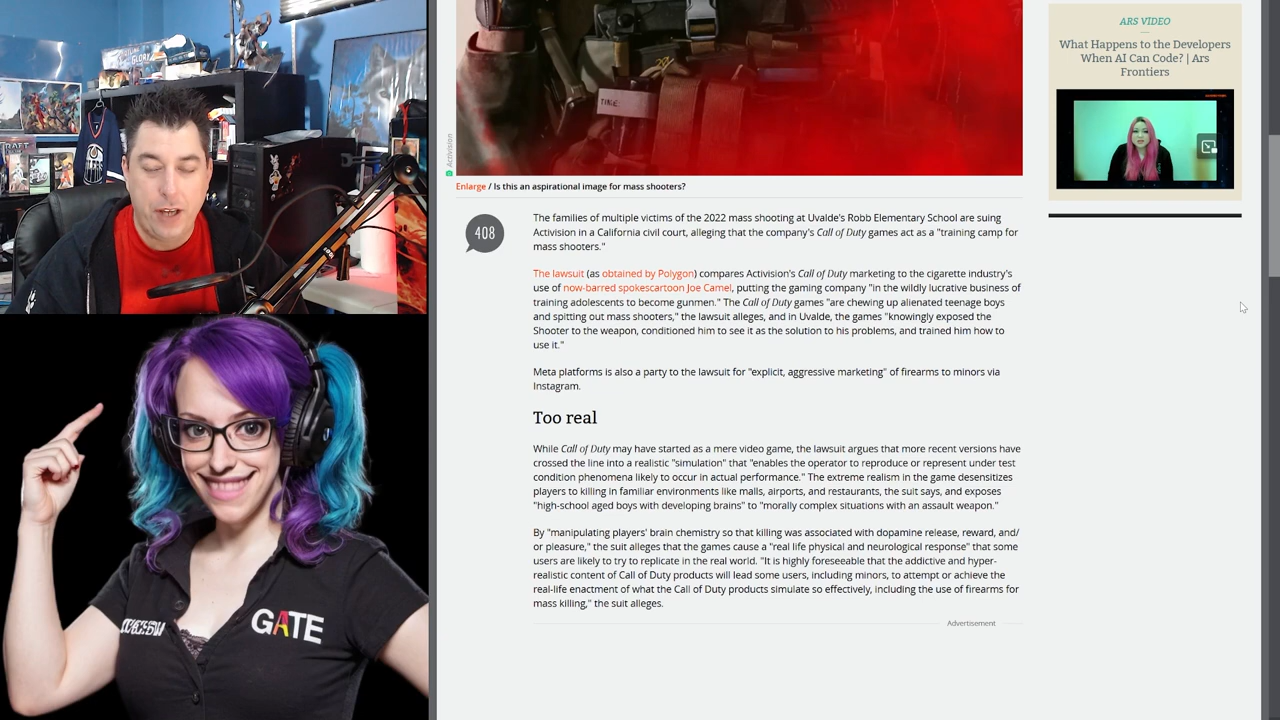 GLORY
RAFT
GATE
TIME:
Activision
Enlarge / Is this an aspirational image for mass shooters?
408
The families of multiple victims of the 2022 mass shooting at Uvalde's Robb Elementary School are suing
Activision in a California civil court, alleging that the company's Call of Duty games act as a "training camp for
mass shooters."
The lawsuit (as obtained by Polygon) compares Activision's Call of Duty marketing to the cigarette industry's
use of now-barred spokescartoon Joe Camel, putting the gaming company "in the wildly lucrative business of
training adolescents to become gunmen." The Call of Duty games "are chewing up alienated teenage boys
and spitting out mass shooters," the lawsuit alleges, and in Uvalde, the games "knowingly exposed the
Shooter to the weapon, conditioned him to see it as the solution to his problems, and trained him how to
use it."
Meta platforms is also a party to the lawsuit for "explicit, aggressive marketing" of firearms to minors via
Instagram.
Too real
While Call of Duty may have started as a mere video game, the lawsuit argues that more recent versions have
crossed the line into a realistic "simulation" that "enables the operator to reproduce or represent under test
condition phenomena likely to occur in actual performance." The extreme realism in the game desensitizes
players to killing in familiar environments like malls, airports, and restaurants, the suit says, and exposes
"high-school aged boys with developing brains" to "morally complex situations with an assault weapon."
By "manipulating players' brain chemistry so that killing was associated with dopamine release, reward, and/
or pleasure," the suit alleges that the games cause a "real life physical and neurological response" that some
users are likely to try to replicate in the real world. "It is highly foreseeable that the addictive and hyper-
realistic content of Call of Duty products will lead some users, including minors, to attempt or achieve the
real-life enactment of what the Call of Duty products simulate so effectively, including the use of firearms for
mass killing," the suit alleges.
Advertisement
ARS VIDEO
What Happens to the Developers
When AI Can Code? | Ars
Frontiers